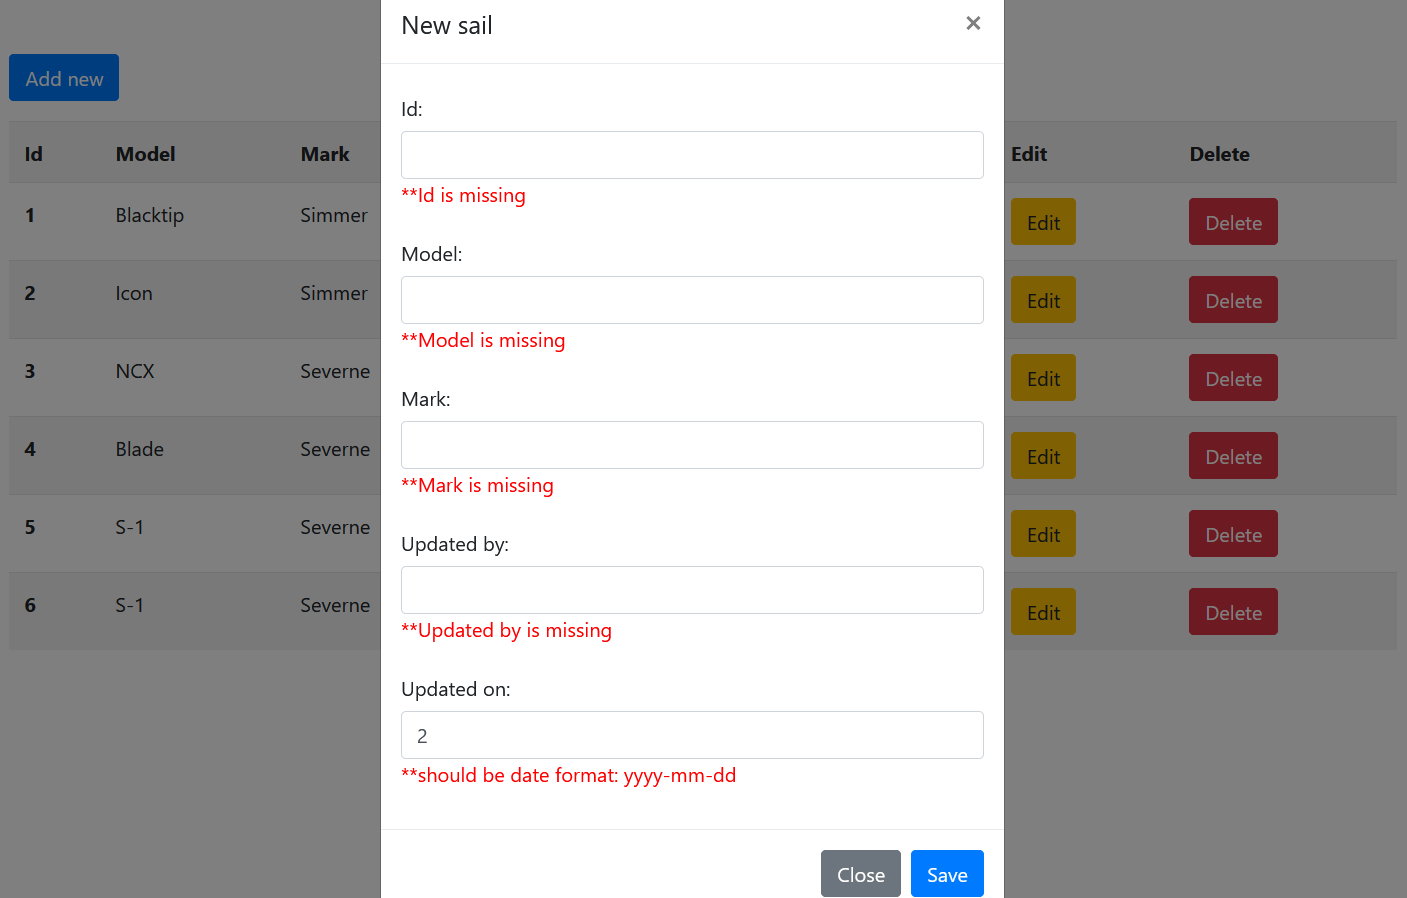 New sail ×
Add new
Id Model Mark Edit Delete
1 Blacktip Simmer Edit Delete
2 Icon Simmer Edit Delete
3 NCX Severne Edit Delete
4 Blade Severne Edit Delete
5 S-1 Severne Edit Delete
6 S-1 Severne Edit Delete
Id:
**Id is missing
Model:
**Model is missing
Mark:
**Mark is missing
Updated by:
**Updated by is missing
Updated on:
2
**should be date format: yyyy-mm-dd
Close Save